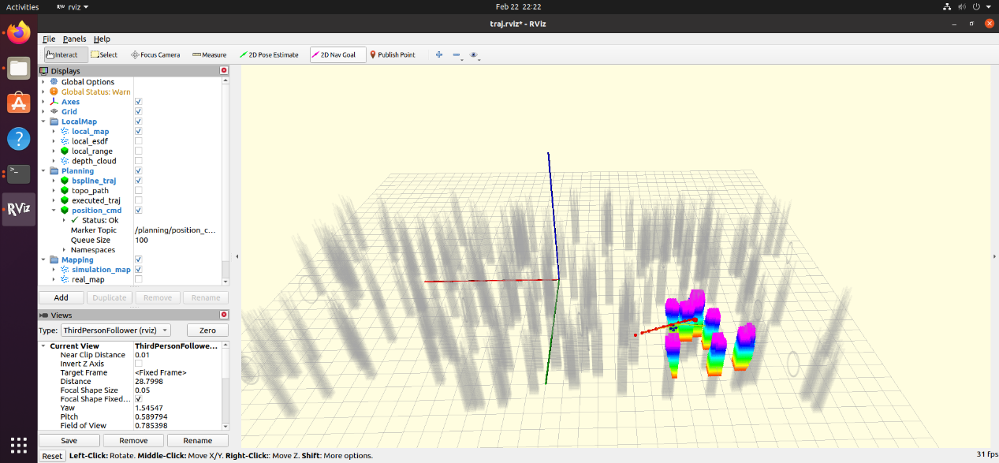 Activities RViz rviz Feb 22 22:22
traj.rviz* - RViz
File Panels Help
Interact Select Focus Camera Measure 2D Pose Estimate 2D Nav Goal Publish Point
Displays
Global Options
Global Status: Warn
Axes
Grid
LocalMap
local_map
local_esdf
local_range
depth_cloud
Planning
bspline_traj
topo_path
executed_traj
position_cmd
Status: Ok
Marker Topic /planning/position_c...
Queue Size 100
Namespaces
Mapping
simulation_map
real_map
Add Duplicate Remove Rename
Views
Type: ThirdPersonFollower (rviz) Zero
Current View ThirdPersonFollowe...
Near Clip Distance 0.01
Invert Z Axis
Target Frame <Fixed Frame>
Distance 28.7998
Focal Shape Size 0.05
Focal Shape Fixed...
Yaw 1.54547
Pitch 0.589794
Field of View 0.785398
Save Remove Rename
Reset Left-Click: Rotate. Middle-Click: Move X/Y. Right-Click:: Move Z. Shift: More options. 31 fps
RViz